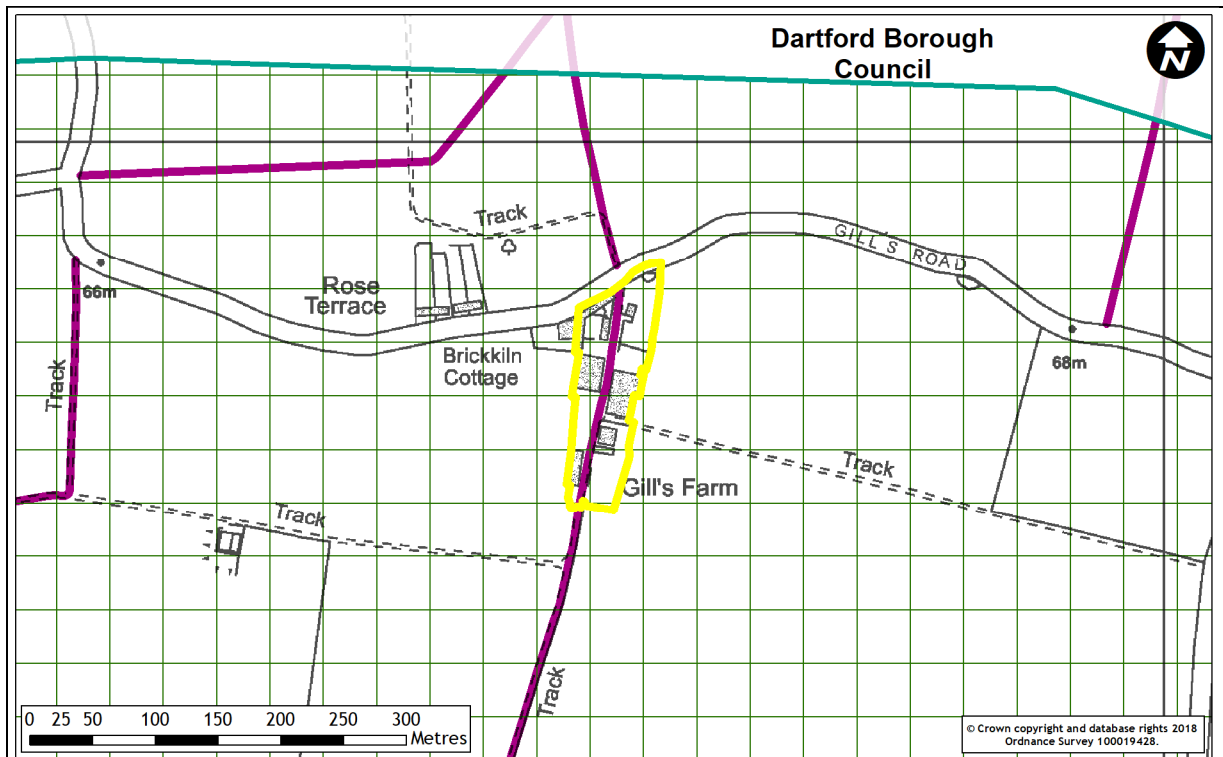 Dartford Borough
Council
N
Track
GILL'S ROAD
66m
Rose
Terrace
Brickkiln
Cottage
68m
Track
Track
Gill's Farm
Track
Track
0 25 50 100 150 200 250 300
Metres
© Crown copyright and database rights 2018
Ordnance Survey 100019428.